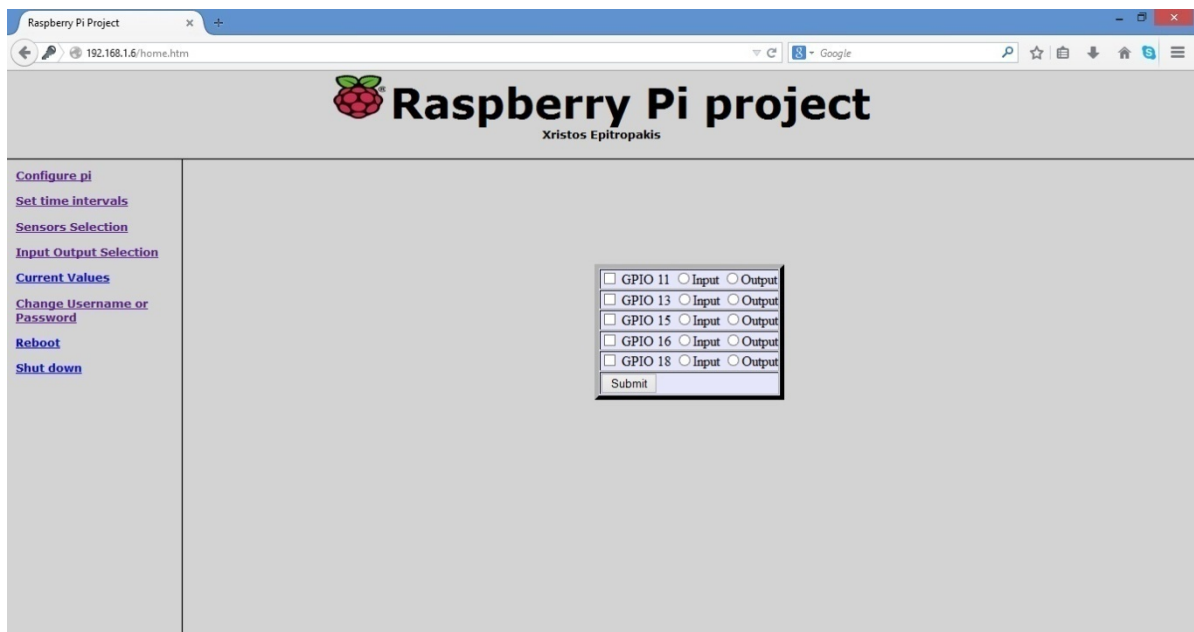 Raspberry Pi Project
192.168.1.6/home.htm
Google
Raspberry Pi project
Xristos Epitropakis
Configure pi
Set time intervals
Sensors Selection
Input Output Selection
Current Values
Change Username or
Password
Reboot
Shut down
GPIO 11 Input Output
GPIO 13 Input Output
GPIO 15 Input Output
GPIO 16 Input Output
GPIO 18 Input Output
Submit